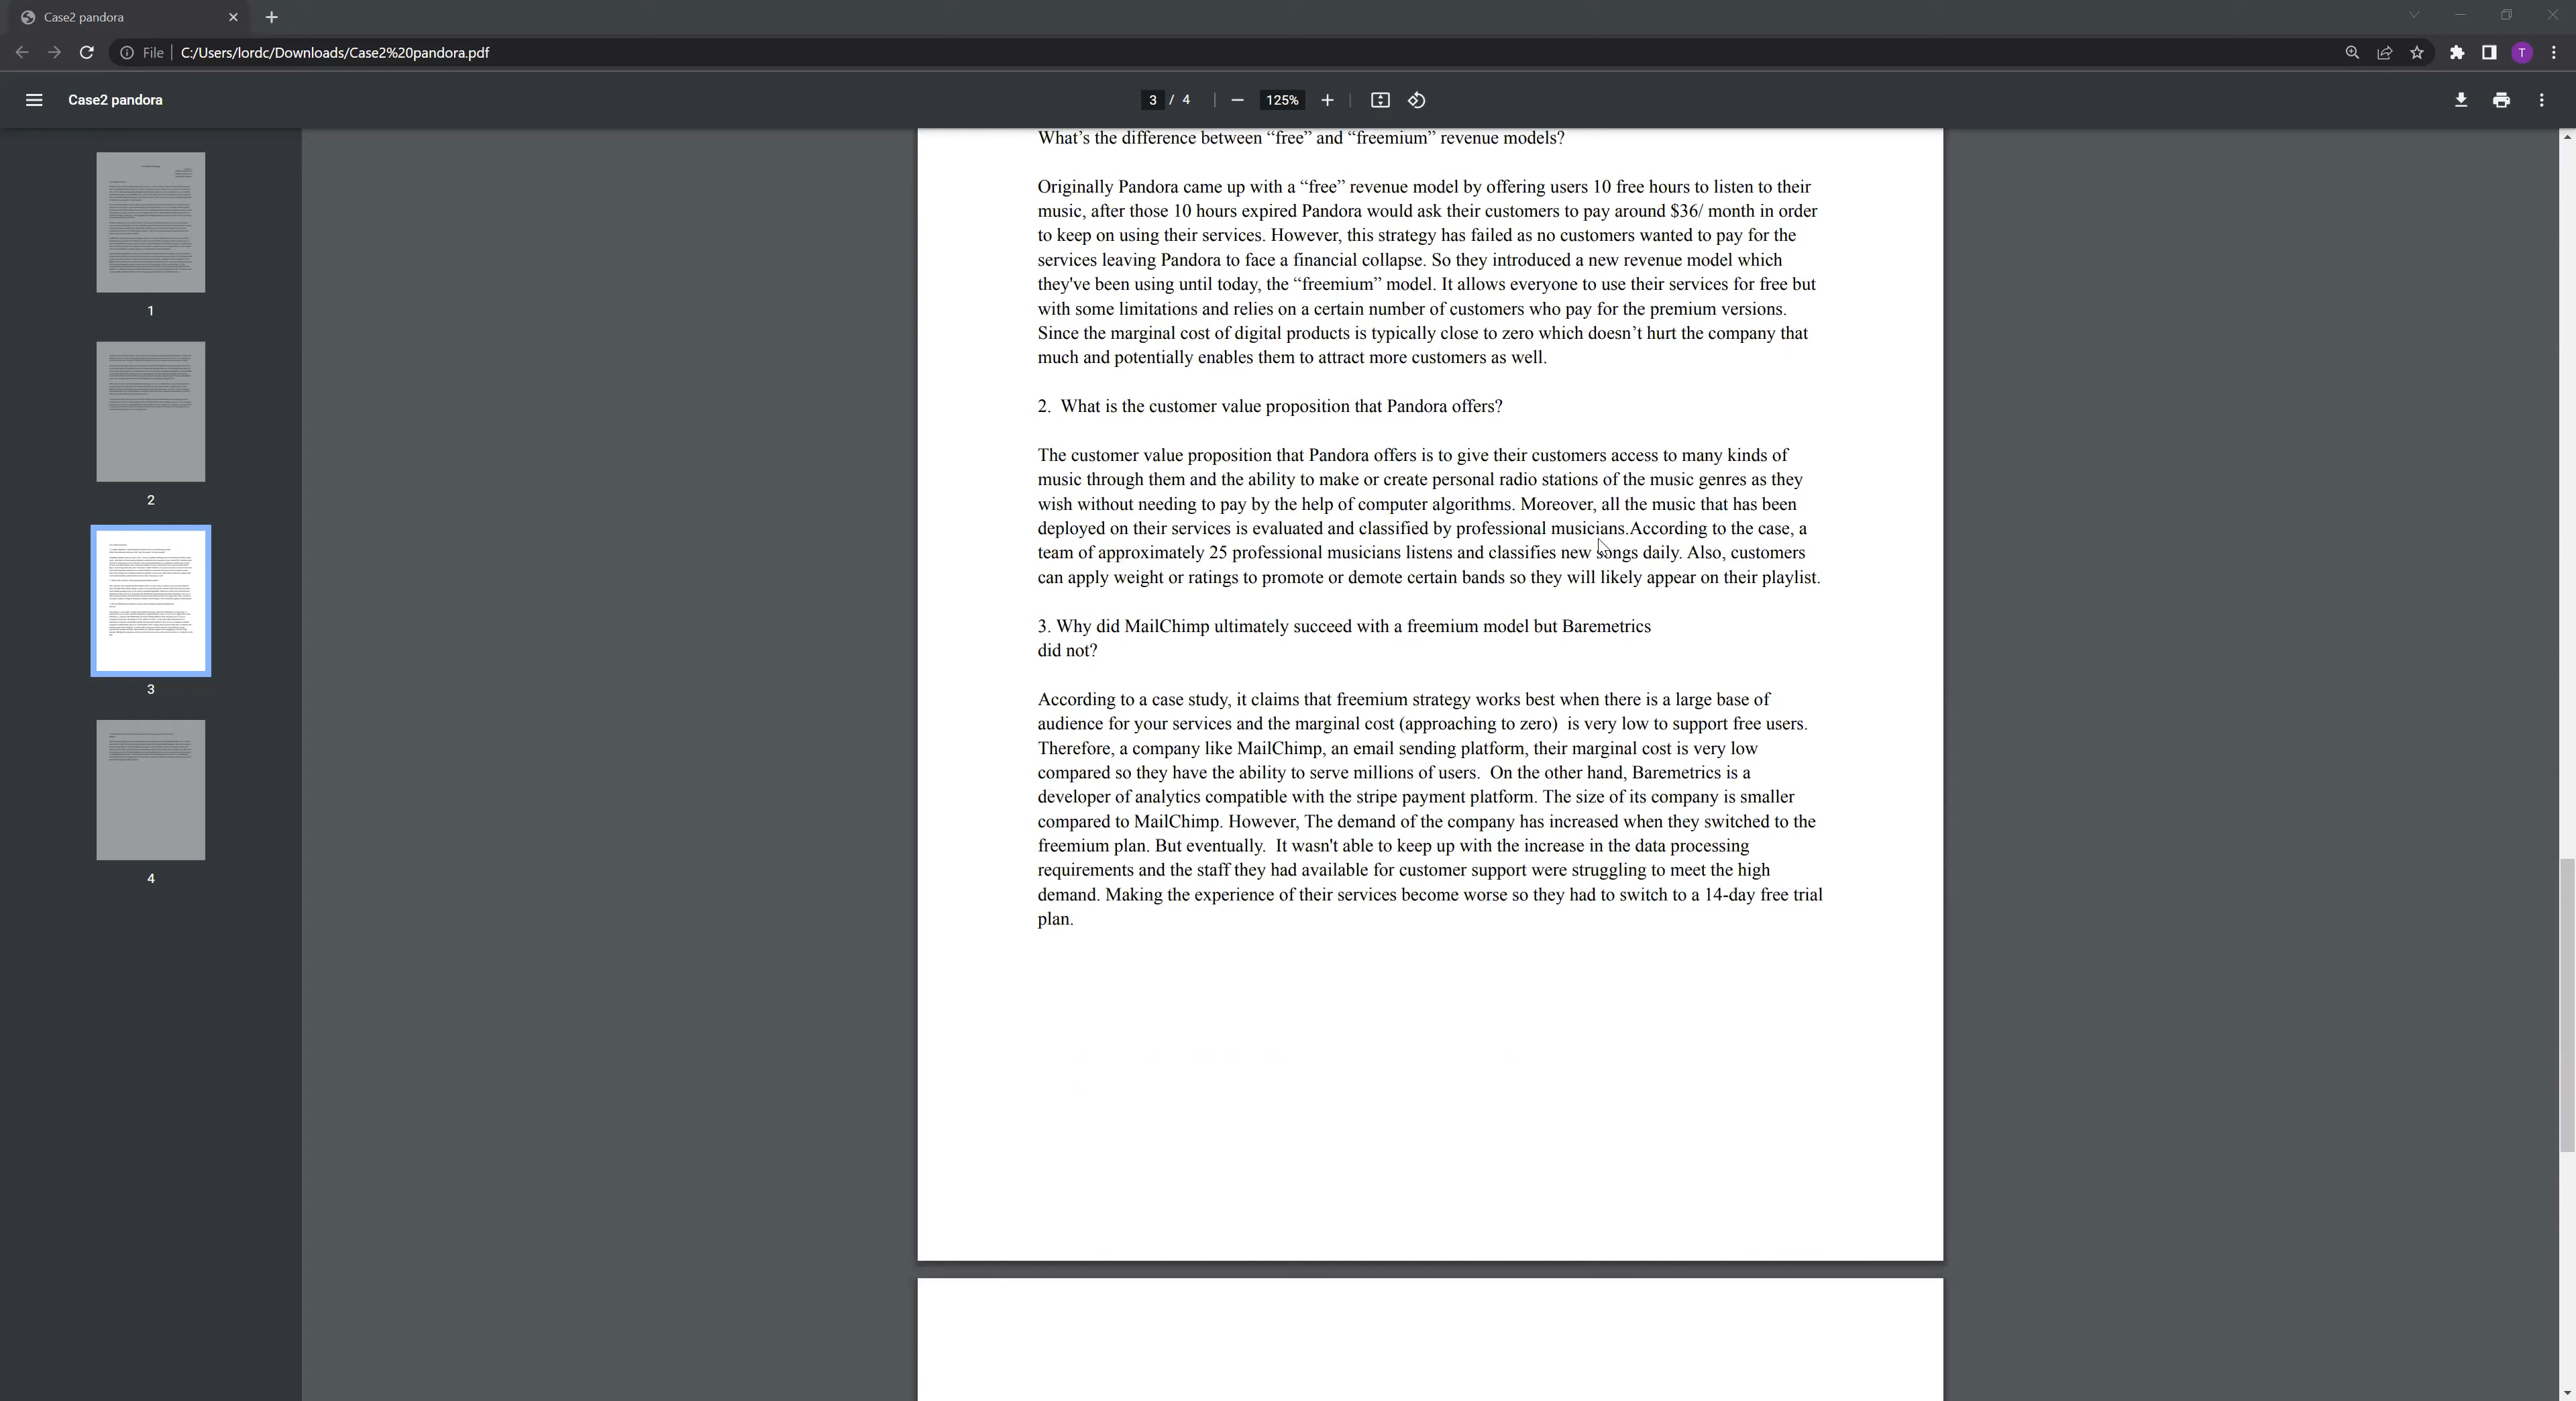 Case2 pandora
File
C:/Users/lordc/Downloads/Case2%20pandora.pdf
T
Case2 pandora
3 / 4
125%
1
2
3
4
What’s the difference between “free” and “freemium” revenue models?
Originally Pandora came up with a “free” revenue model by offering users 10 free hours to listen to their
music, after those 10 hours expired Pandora would ask their customers to pay around $36/ month in order
to keep on using their services. However, this strategy has failed as no customers wanted to pay for the
services leaving Pandora to face a financial collapse. So they introduced a new revenue model which
they've been using until today, the “freemium” model. It allows everyone to use their services for free but
with some limitations and relies on a certain number of customers who pay for the premium versions.
Since the marginal cost of digital products is typically close to zero which doesn’t hurt the company that
much and potentially enables them to attract more customers as well.
2.  What is the customer value proposition that Pandora offers?
The customer value proposition that Pandora offers is to give their customers access to many kinds of
music through them and the ability to make or create personal radio stations of the music genres as they
wish without needing to pay by the help of computer algorithms. Moreover, all the music that has been
deployed on their services is evaluated and classified by professional musicians.According to the case, a
team of approximately 25 professional musicians listens and classifies new songs daily. Also, customers
can apply weight or ratings to promote or demote certain bands so they will likely appear on their playlist.
3. Why did MailChimp ultimately succeed with a freemium model but Baremetrics
did not?
According to a case study, it claims that freemium strategy works best when there is a large base of
audience for your services and the marginal cost (approaching to zero)  is very low to support free users.
Therefore, a company like MailChimp, an email sending platform, their marginal cost is very low
compared so they have the ability to serve millions of users.  On the other hand, Baremetrics is a
developer of analytics compatible with the stripe payment platform. The size of its company is smaller
compared to MailChimp. However, The demand of the company has increased when they switched to the
freemium plan. But eventually.  It wasn't able to keep up with the increase in the data processing
requirements and the staff they had available for customer support were struggling to meet the high
demand. Making the experience of their services become worse so they had to switch to a 14-day free trial
plan.